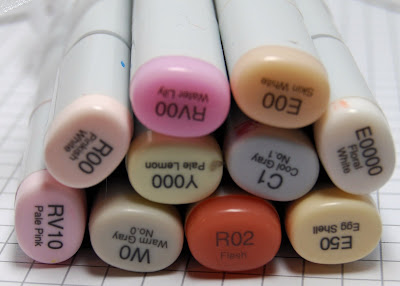 RV00
Water Lily
E00
Skin White
R00
Pinkish
White
Y000
Pale Lemon
C1
Cool Gray
No.1
E0000
Floral
White
RV10
Pale Pink
W0
Warm Gray
No.0
R02
Flesh
E50
Egg Shell